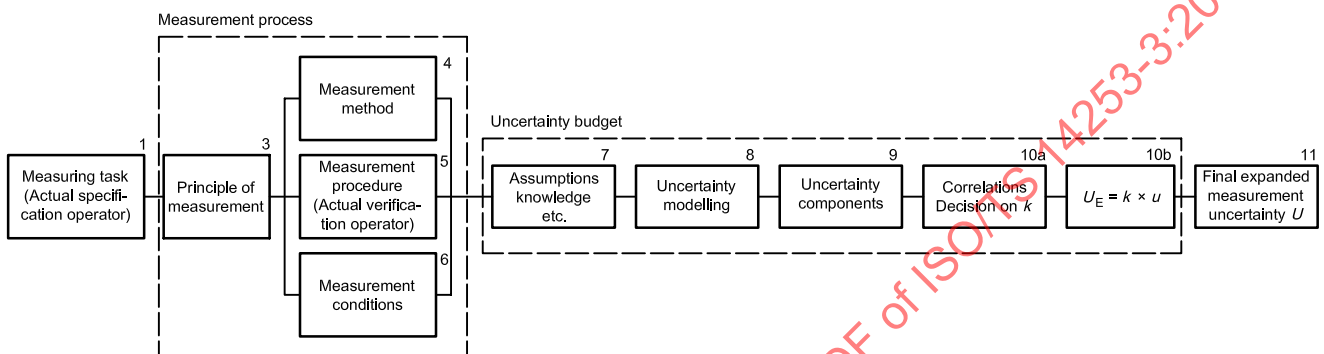 Measurement process
4
Measurement
method
1
Measuring task
(Actual specifi-
cation operator)
3
Principle of
measurement
5
Measurement
procedure
(Actual verifica-
tion operator)
6
Measurement
conditions
Uncertainty budget
7
Assumptions
knowledge
etc.
8
Uncertainty
modelling
9
Uncertainty
components
10a
Correlations
Decision on k
10b
U_E = k × u
11
Final expanded
measurement
uncertainty U
OF of ISO/TS 14253-3:20